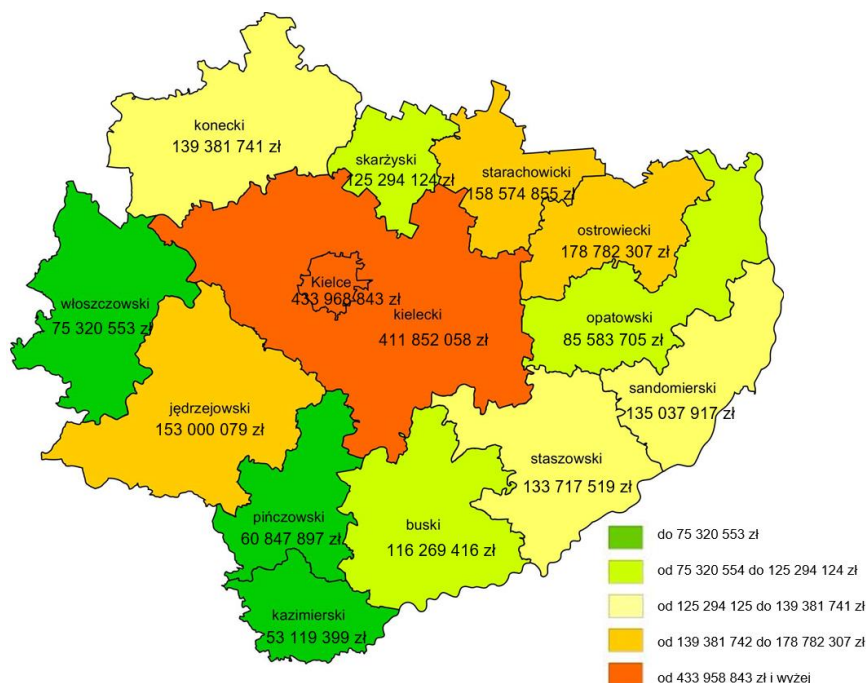 konecki
139 381 741 zł
skarżyski
125 294 124 zł
starachowicki
158 574 855 zł
ostrowiecki
178 782 307 zł
Kielce
433 968 843 zł
kielecki
411 852 058 zł
włoszczowski
75 320 553 zł
opatowski
85 583 705 zł
sandomierski
135 037 917 zł
jędrzejowski
153 000 079 zł
staszowski
133 717 519 zł
pińczowski
60 847 897 zł
buski
116 269 416 zł
kazimierski
53 119 399 zł
do 75 320 553 zł
od 75 320 554 do 125 294 124 zł
od 125 294 125 do 139 381 741 zł
od 139 381 742 do 178 782 307 zł
od 433 958 843 zł i wyżej